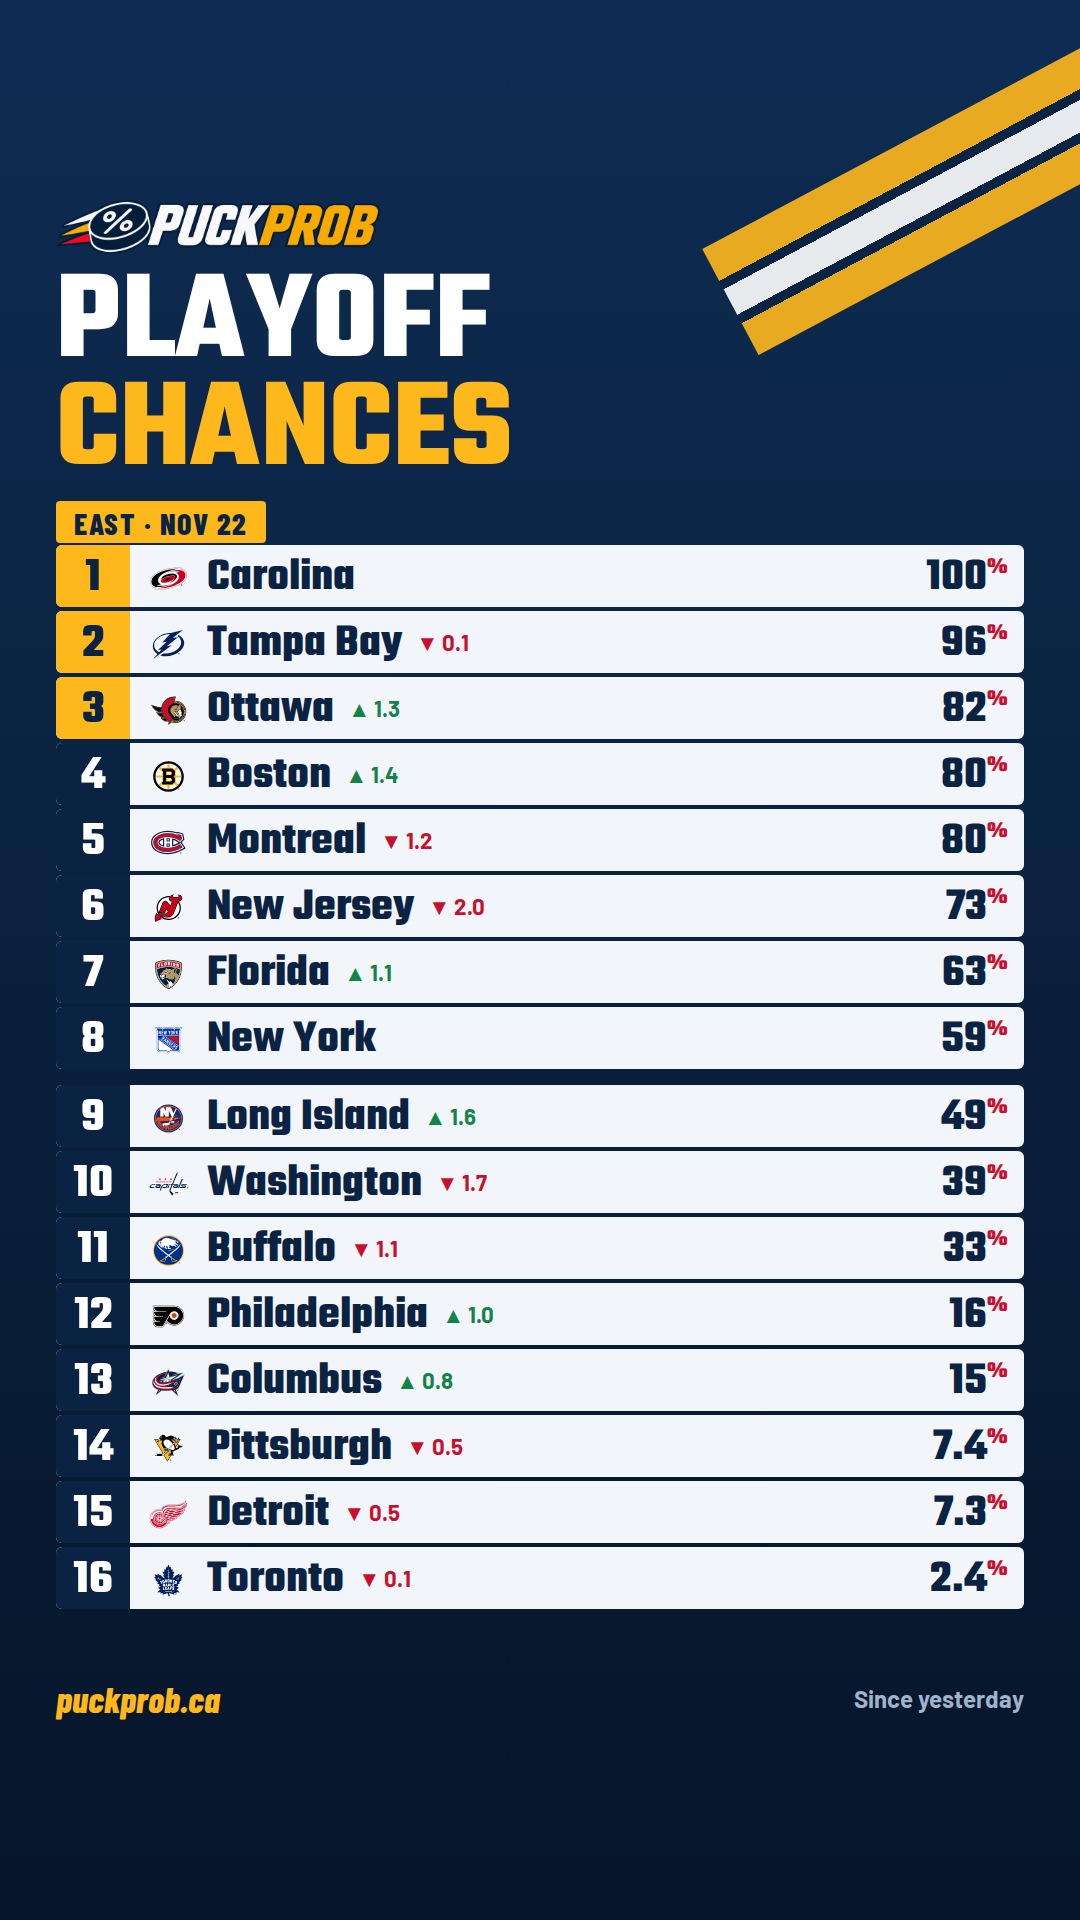 % PUCKPROB
PLAYOFF
CHANCES
EAST · NOV 22
1 Carolina 100%
2 Tampa Bay ▼ 0.1 96%
3 Ottawa ▲ 1.3 82%
4 Boston ▲ 1.4 80%
5 Montreal ▼ 1.2 80%
6 New Jersey ▼ 2.0 73%
7 Florida ▲ 1.1 63%
8 New York 59%
9 Long Island ▲ 1.6 49%
10 Washington ▼ 1.7 39%
11 Buffalo ▼ 1.1 33%
12 Philadelphia ▲ 1.0 16%
13 Columbus ▲ 0.8 15%
14 Pittsburgh ▼ 0.5 7.4%
15 Detroit ▼ 0.5 7.3%
16 Toronto ▼ 0.1 2.4%
puckprob.ca Since yesterday